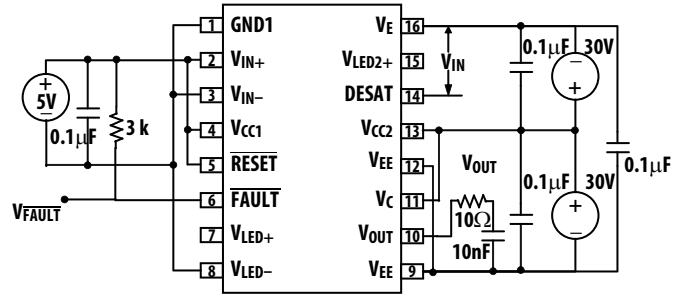 1 GND1
2 VIN+
3 VIN–
4 VCC1
5 RESET
6 FAULT
7 VLED+
8 VLED–
VE 16
VLED2+ 15
DESAT 14
VCC2 13
VEE 12
VC 11
VOUT 10
VEE 9
+
5V
–
0.1µF
3 k
VFAULT
VIN
VOUT
10Ω
10nF
0.1µF
30V
–
+
0.1µF
30V
+
–
0.1µF